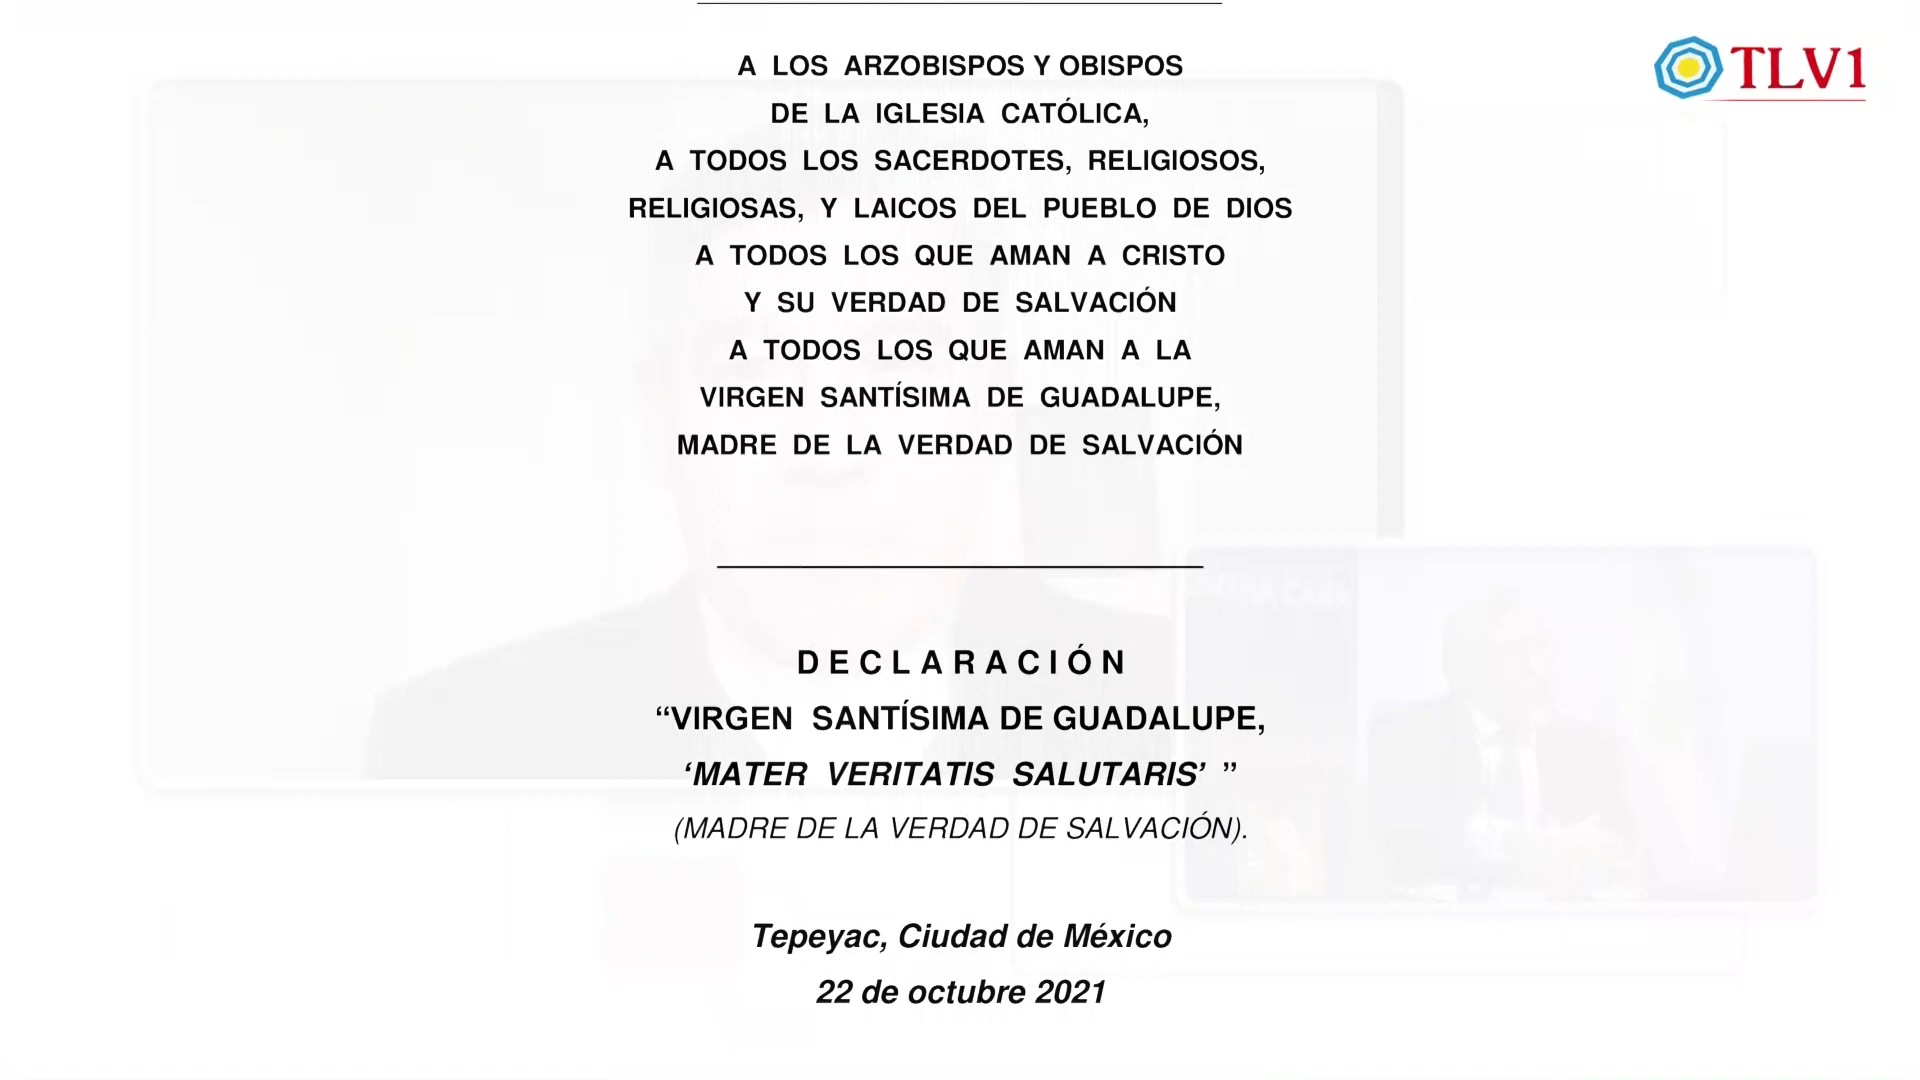 TLV1
A LOS ARZOBISPOS Y OBISPOS
DE LA IGLESIA CATÓLICA,
A TODOS LOS SACERDOTES, RELIGIOSOS,
RELIGIOSAS, Y LAICOS DEL PUEBLO DE DIOS
A TODOS LOS QUE AMAN A CRISTO
Y SU VERDAD DE SALVACIÓN
A TODOS LOS QUE AMAN A LA
VIRGEN SANTÍSIMA DE GUADALUPE,
MADRE DE LA VERDAD DE SALVACIÓN
DECLARACIÓN
“VIRGEN SANTÍSIMA DE GUADALUPE,
‘MATER VERITATIS SALUTARIS’ ”
(MADRE DE LA VERDAD DE SALVACIÓN).
Tepeyac, Ciudad de México
22 de octubre 2021